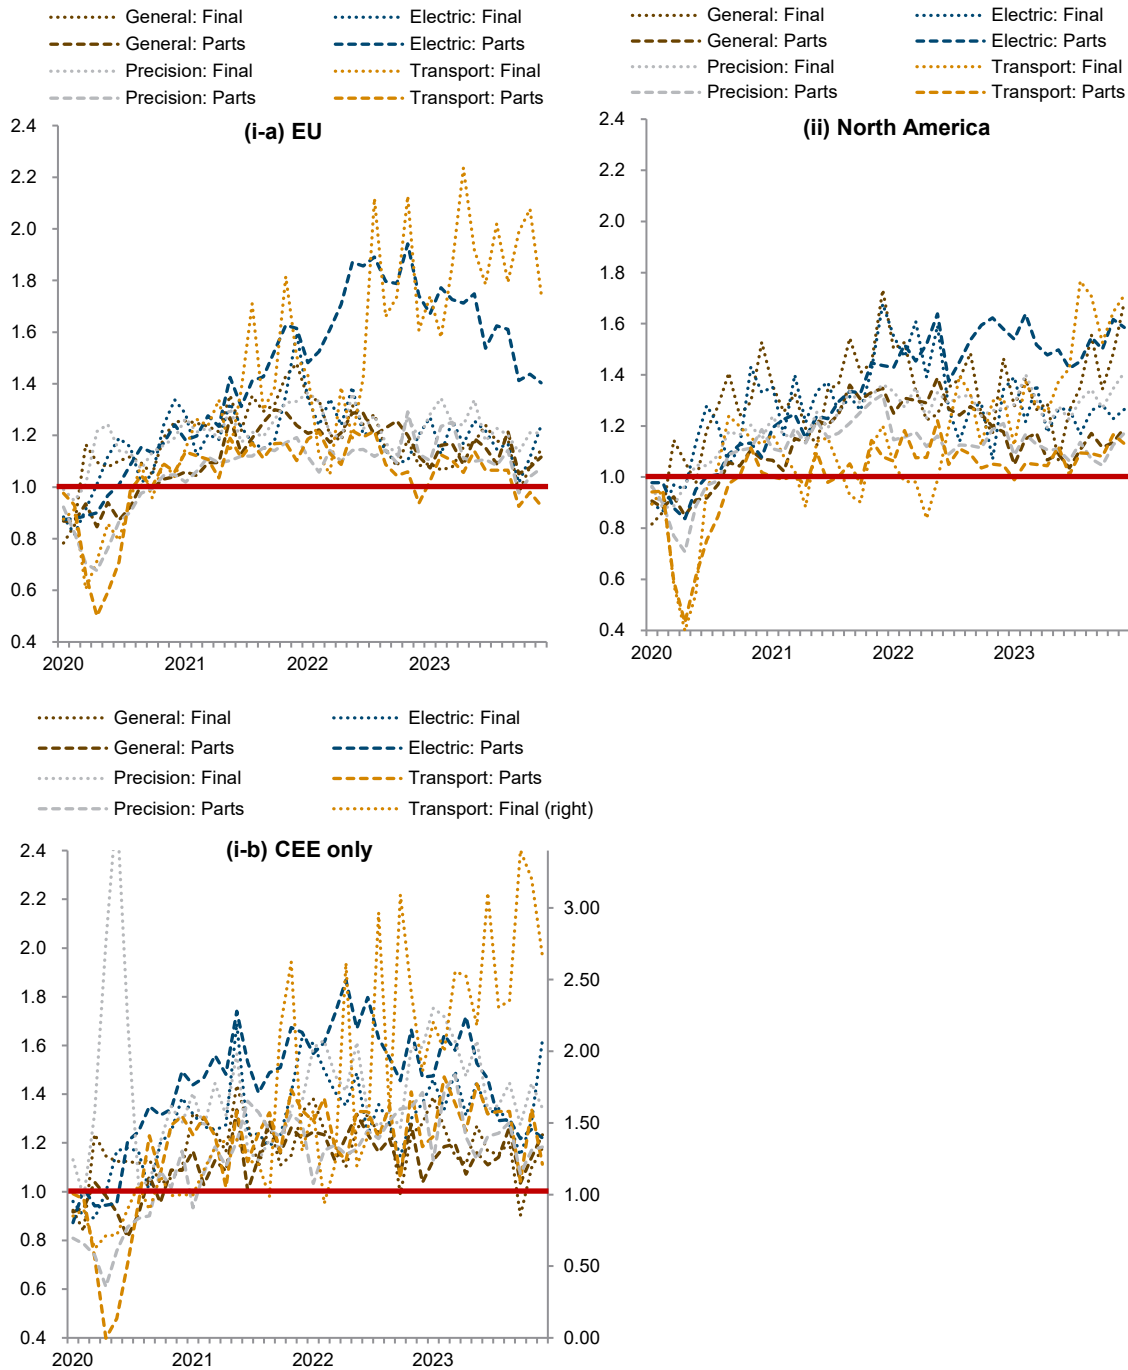 General: Final
Electric: Final
General: Parts
Electric: Parts
Precision: Final
Transport: Final
Precision: Parts
Transport: Parts
(i-a) EU
2.4
2.2
2.0
1.8
1.6
1.4
1.2
1.0
0.8
0.6
0.4
2020
2021
2022
2023
General: Final
Electric: Final
General: Parts
Electric: Parts
Precision: Final
Transport: Final
Precision: Parts
Transport: Parts
(ii) North America
2.4
2.2
2.0
1.8
1.6
1.4
1.2
1.0
0.8
0.6
0.4
2020
2021
2022
2023
General: Final
Electric: Final
General: Parts
Electric: Parts
Precision: Final
Transport: Parts
Precision: Parts
Transport: Final (right)
(i-b) CEE only
2.4
2.2
2.0
1.8
1.6
1.4
1.2
1.0
0.8
0.6
0.4
3.00
2.50
2.00
1.50
1.00
0.50
0.00
2020
2021
2022
2023